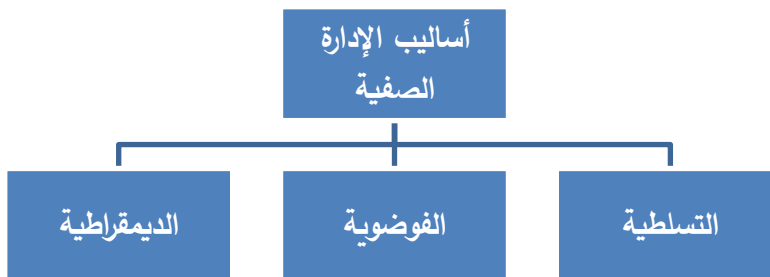 أساليب الإدارة
الصفية
التسلطية
الفوضوية
الديمقراطية